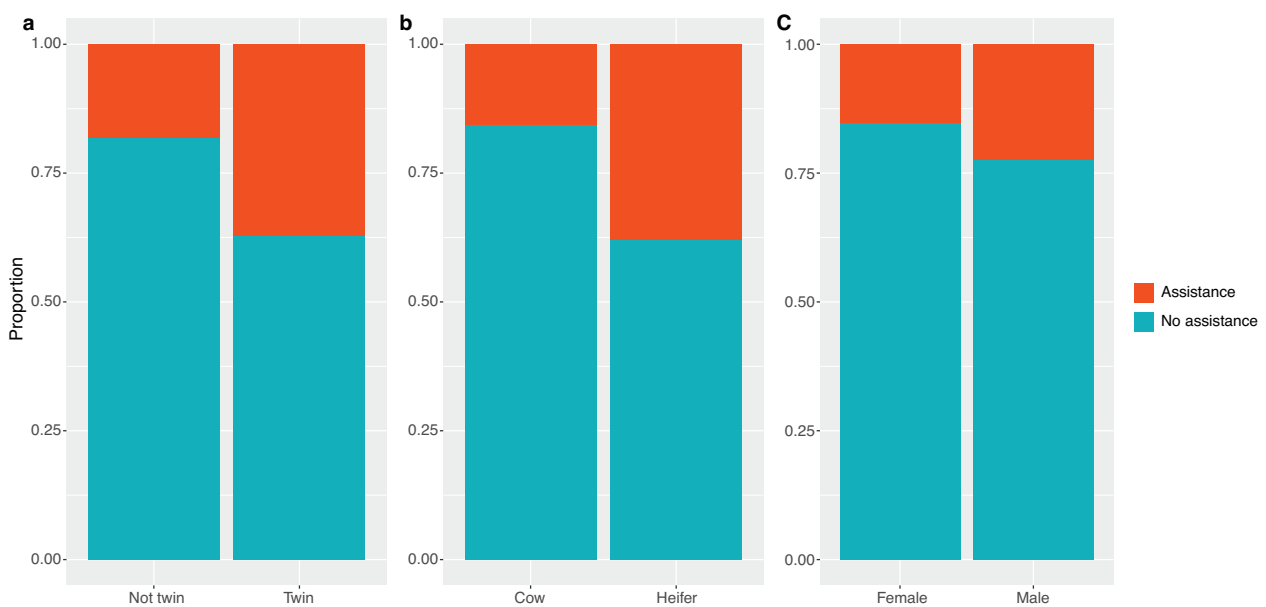 a
b
C
Proportion
1.00
0.75
0.50
0.25
0.00
Not twin
Twin
1.00
0.75
0.50
0.25
0.00
Cow
Heifer
1.00
0.75
0.50
0.25
0.00
Female
Male
Assistance
No assistance